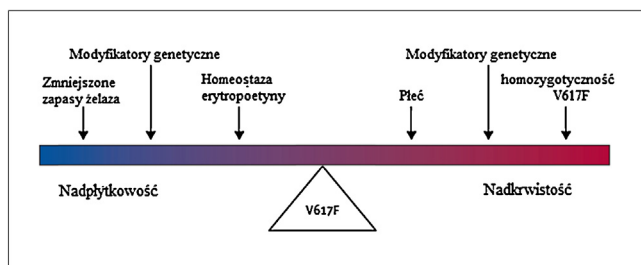 Modyfikatory genetyczne
Modyfikatory genetyczne
Zmniejszone
zapasy żelaza
Homeostaza
erytropoetyny
Płeć
homozygotyczność
V617F
Nadpłytkowość
Nadkrwistość
V617F